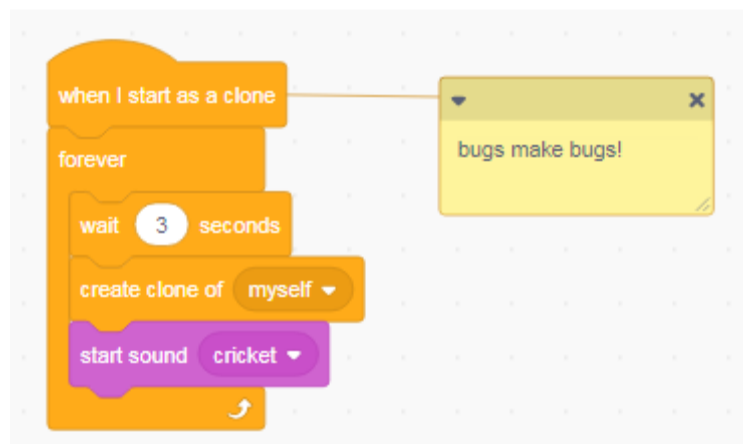 when I start as a clone
bugs make bugs!
forever
wait 3 seconds
create clone of myself
start sound cricket